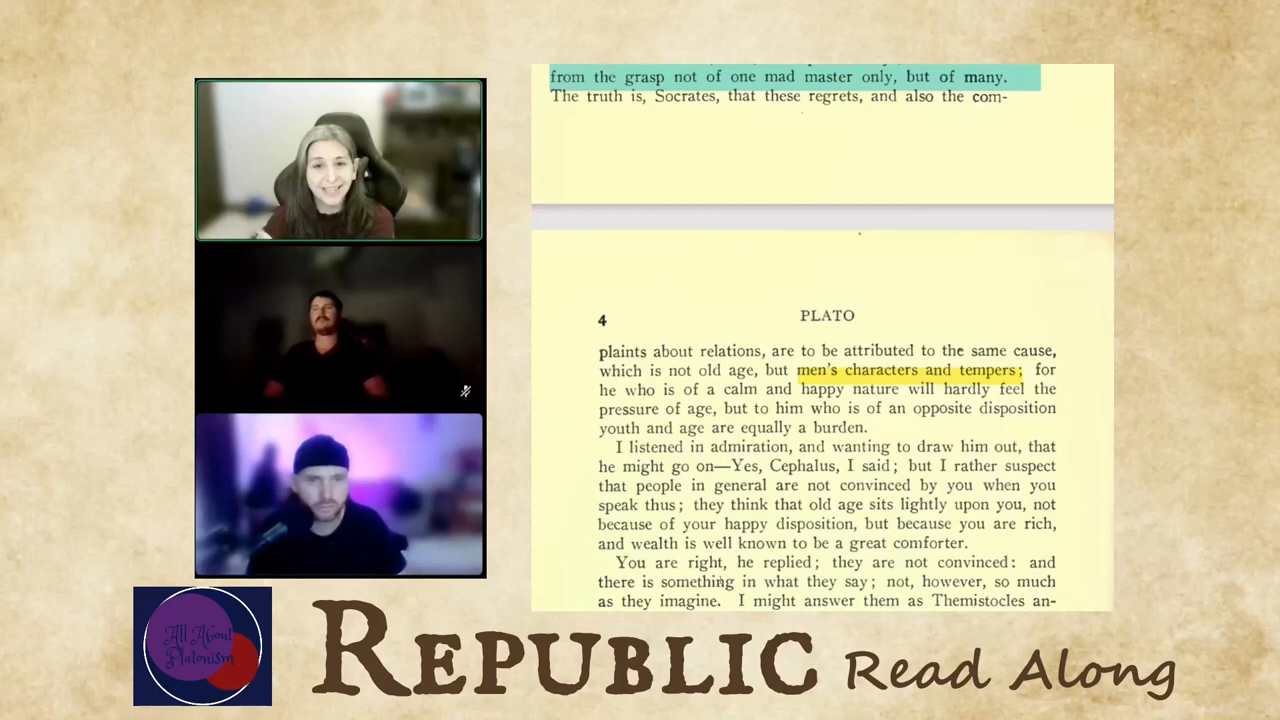 from the grasp not of one mad master only, but of many.
The truth is, Socrates, that these regrets, and also the com-
4 PLATO
plaints about relations, are to be attributed to the same cause,
which is not old age, but men's characters and tempers; for
he who is of a calm and happy nature will hardly feel the
pressure of age, but to him who is of an opposite disposition
youth and age are equally a burden.
I listened in admiration, and wanting to draw him out, that
he might go on—Yes, Cephalus, I said; but I rather suspect
that people in general are not convinced by you when you
speak thus; they think that old age sits lightly upon you, not
because of your happy disposition, but because you are rich,
and wealth is well known to be a great comforter.
You are right, he replied; they are not convinced: and
there is something in what they say; not, however, so much
as they imagine. I might answer them as Themistocles an-
All About
Platonism
REPUBLIC Read Along